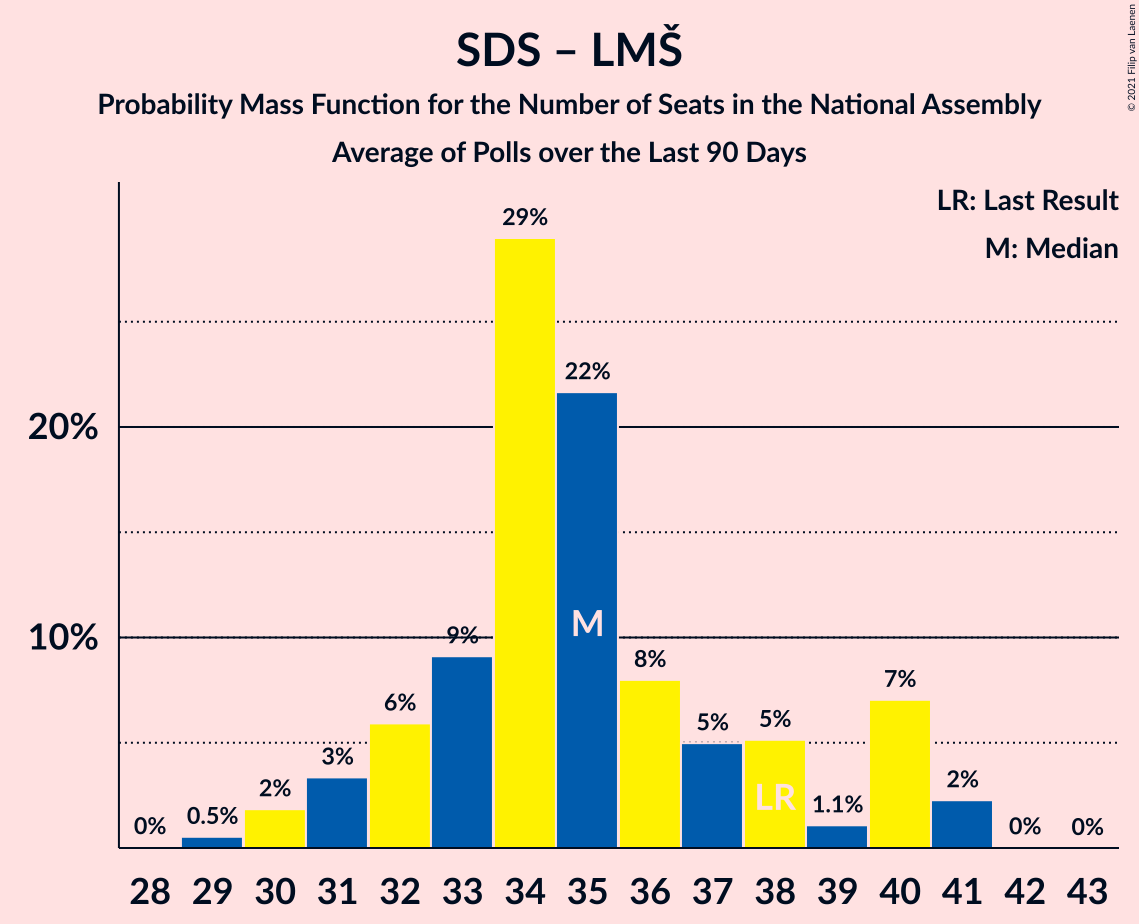 SDS – LMŠ
Probability Mass Function for the Number of Seats in the National Assembly
Average of Polls over the Last 90 Days
© 2021 Filip van Laenen
LR: Last Result
M: Median
29%
22%
20%
M
10%
9%
8%
7%
6%
5%
5%
3%
LR
2%
2%
1.1%
0.5%
0%
0%
0%
28 29 30 31 32 33 34 35 36 37 38 39 40 41 42 43